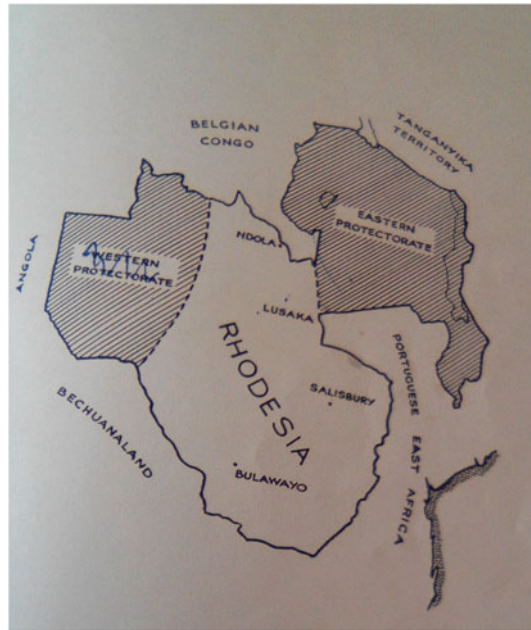 BELGIAN
CONGO
TANGANYIKA
TERRITORY
ANGOLA
WESTERN
PROTECTORATE
EASTERN
PROTECTORATE
NDOLA
LUSAKA
RHODESIA
SALISBURY
BULAWAYO
BECHUANALAND
PORTUGUESE EAST AFRICA